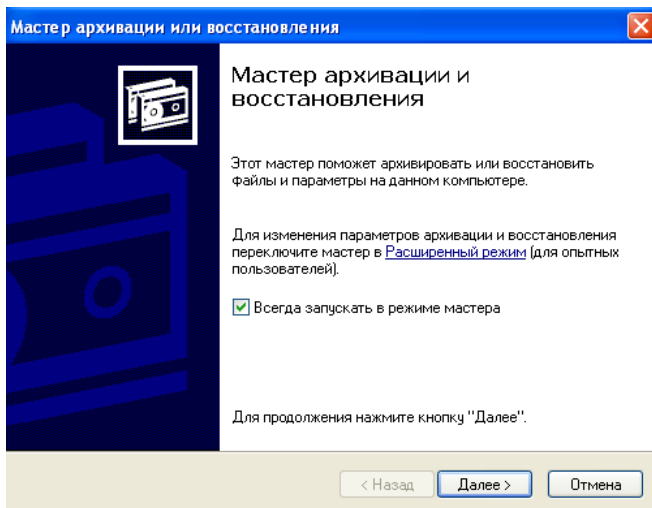 Мастер архивации или восстановления
Мастер архивации и
восстановления
Этот мастер поможет архивировать или восстановить
файлы и параметры на данном компьютере.
Для изменения параметров архивации и восстановления
переключите мастер в Расширенный режим (для опытных
пользователей).
Всегда запускать в режиме мастера
Для продолжения нажмите кнопку "Далее".
< Назад Далее > Отмена